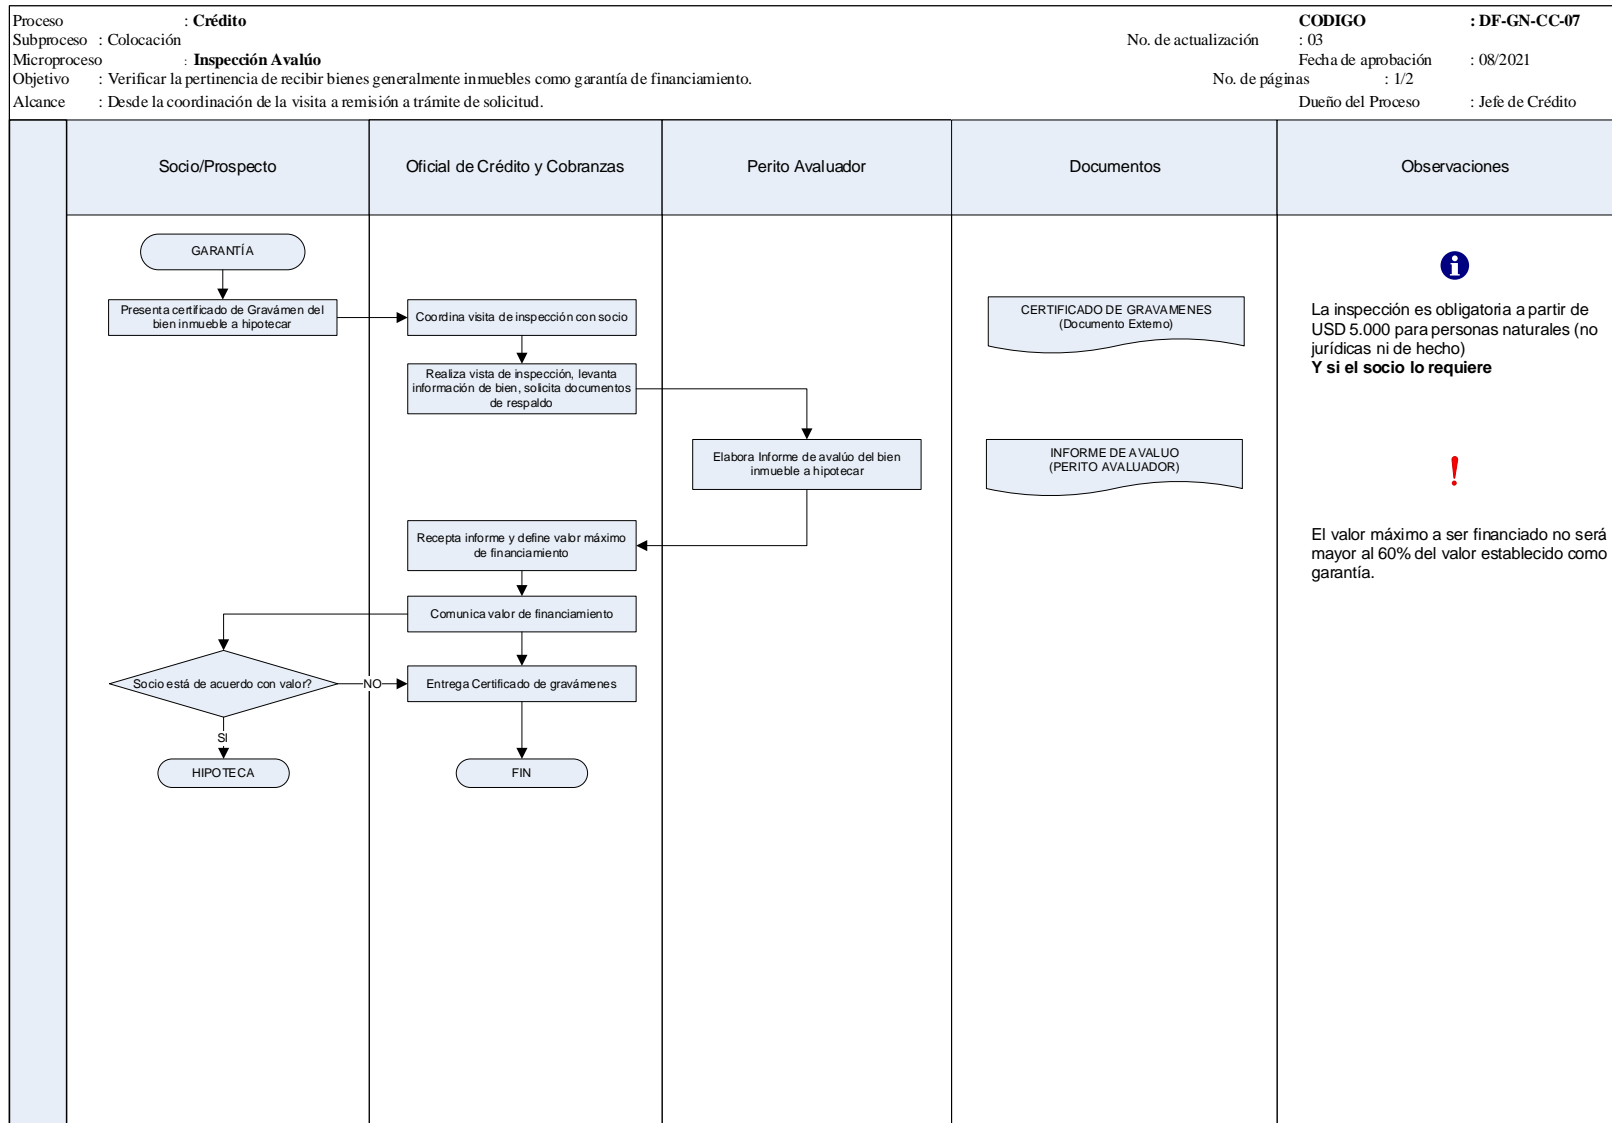 Proceso : Crédito
CODIGO : DF-GN-CC-07
Subproceso : Colocación
No. de actualización : 03
Microproceso : Inspección Avalúo
Fecha de aprobación : 08/2021
Objetivo : Verificar la pertinencia de recibir bienes generalmente inmuebles como garantía de financiamiento.
No. de páginas : 1/2
Alcance : Desde la coordinación de la visita a remisión a trámite de solicitud.
Dueño del Proceso : Jefe de Crédito
Socio/Prospecto
Oficial de Crédito y Cobranzas
Perito Avaluador
Documentos
Observaciones
GARANTÍA
Presenta certificado de Gravámen del
bien inmueble a hipotecar
Coordina visita de inspección con socio
CERTIFICADO DE GRAVAMENES
(Documento Externo)
La inspección es obligatoria a partir de
USD 5.000 para personas naturales (no
jurídicas ni de hecho)
Y si el socio lo requiere
Realiza vista de inspección, levanta
información de bien, solicita documentos
de respaldo
Elabora Informe de avalúo del bien
inmueble a hipotecar
INFORME DE AVALUO
(PERITO AVALUADOR)
Recepta informe y define valor máximo
de financiamiento
El valor máximo a ser financiado no será
mayor al 60% del valor establecido como
garantía.
Comunica valor de financiamiento
Socio está de acuerdo con valor?
NO
Entrega Certificado de gravámenes
SI
HIPOTECA
FIN